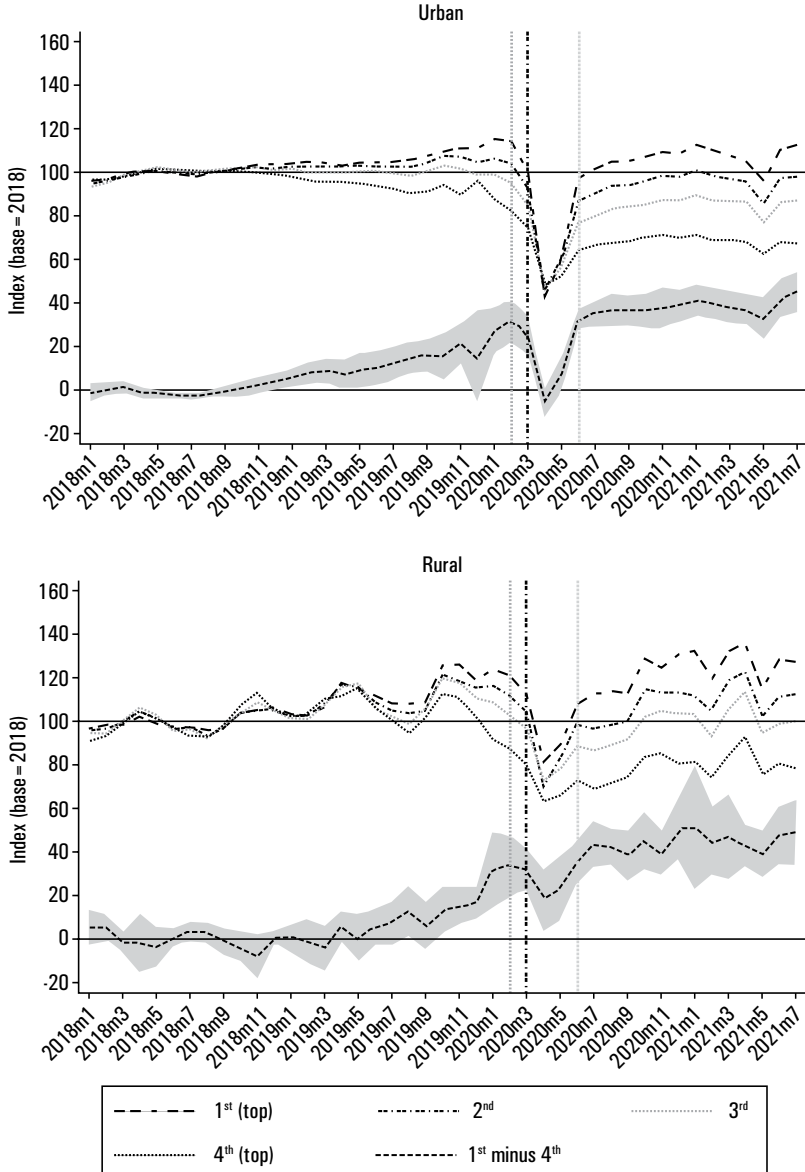 Urban
160
140
120
100
80
60
40
20
0
-20
Index (base = 2018)
2018m1
2018m3
2018m5
2018m7
2018m9
2018m11
2019m1
2019m3
2019m5
2019m7
2019m9
2019m11
2020m1
2020m3
2020m5
2020m7
2020m9
2020m11
2021m1
2021m3
2021m5
2021m7
Rural
160
140
120
100
80
60
40
20
0
-20
Index (base = 2018)
2018m1
2018m3
2018m5
2018m7
2018m9
2018m11
2019m1
2019m3
2019m5
2019m7
2019m9
2019m11
2020m1
2020m3
2020m5
2020m7
2020m9
2020m11
2021m1
2021m3
2021m5
2021m7
1st (top) 2nd 3rd
4th (top) 1st minus 4th